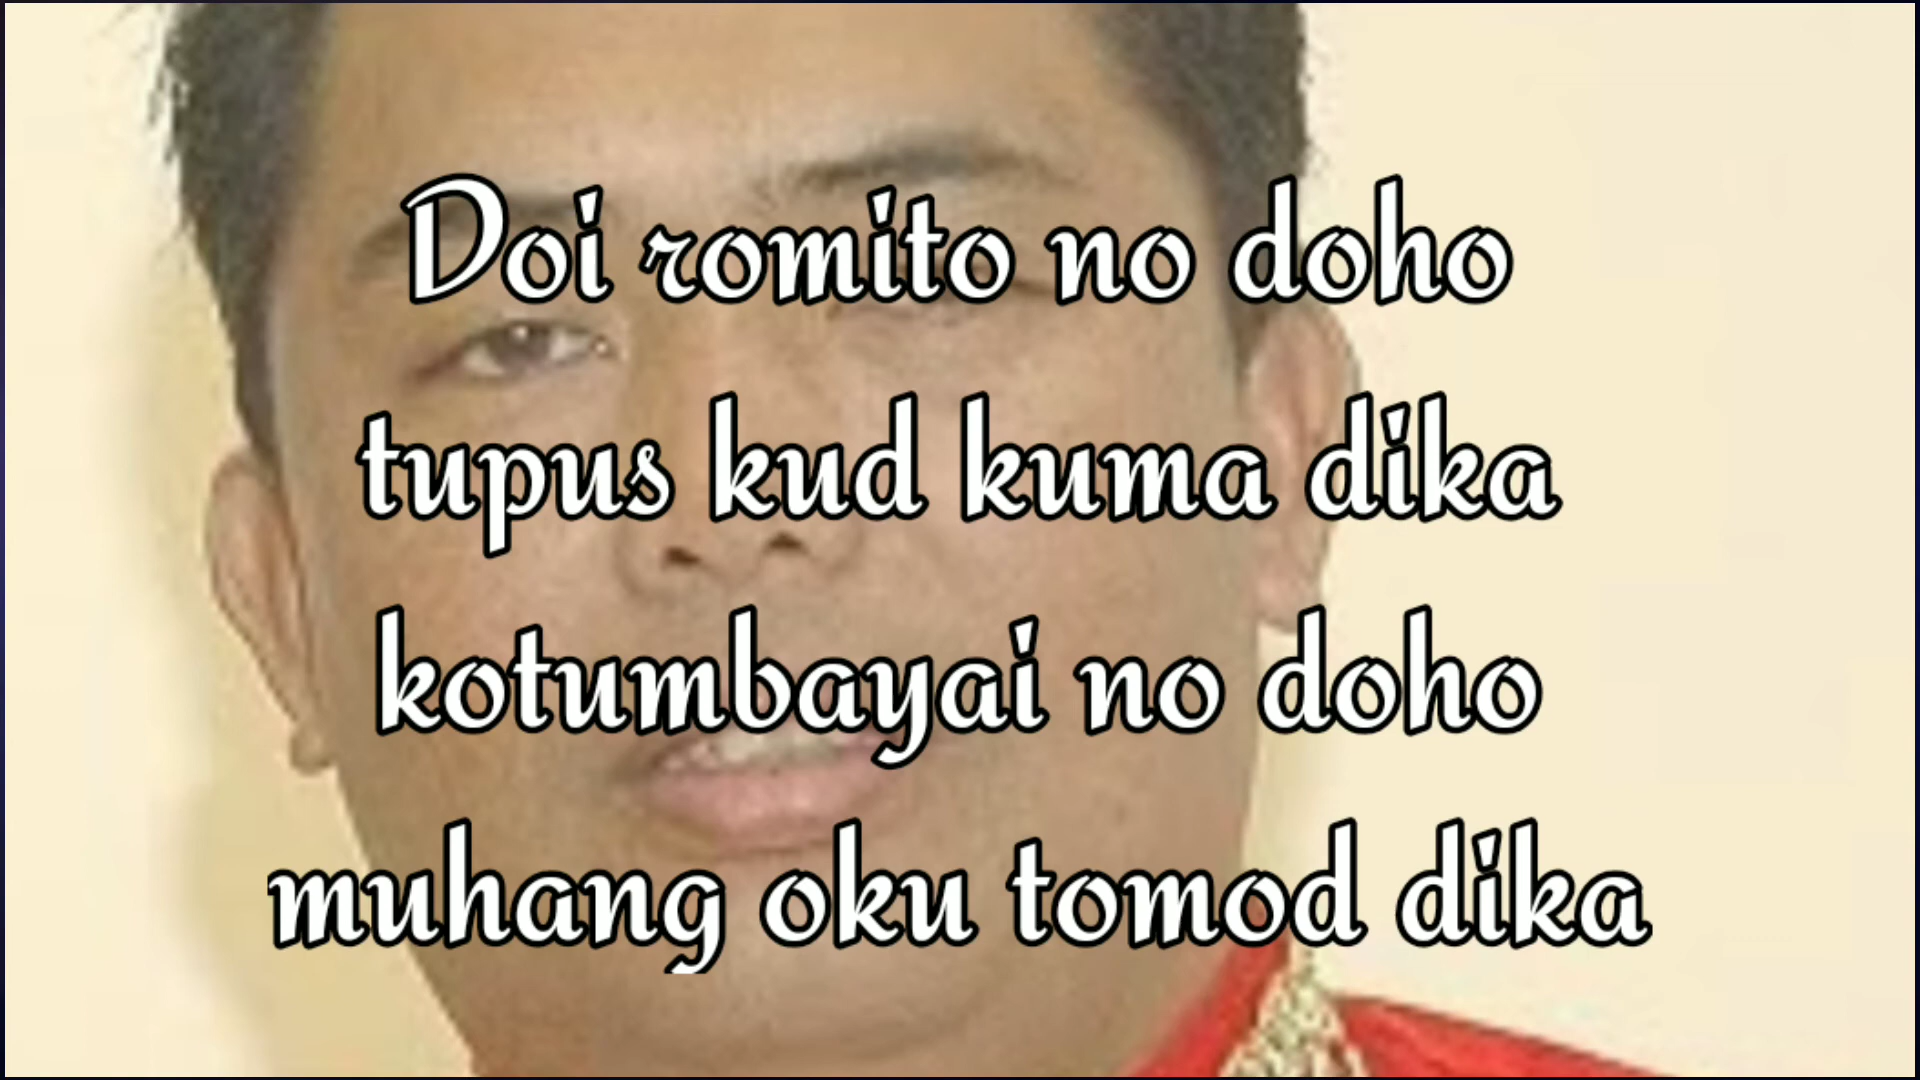 Doi romito no doho
tupus kud kuma dika
kotumbayai no doho
muhang oku tomod dika